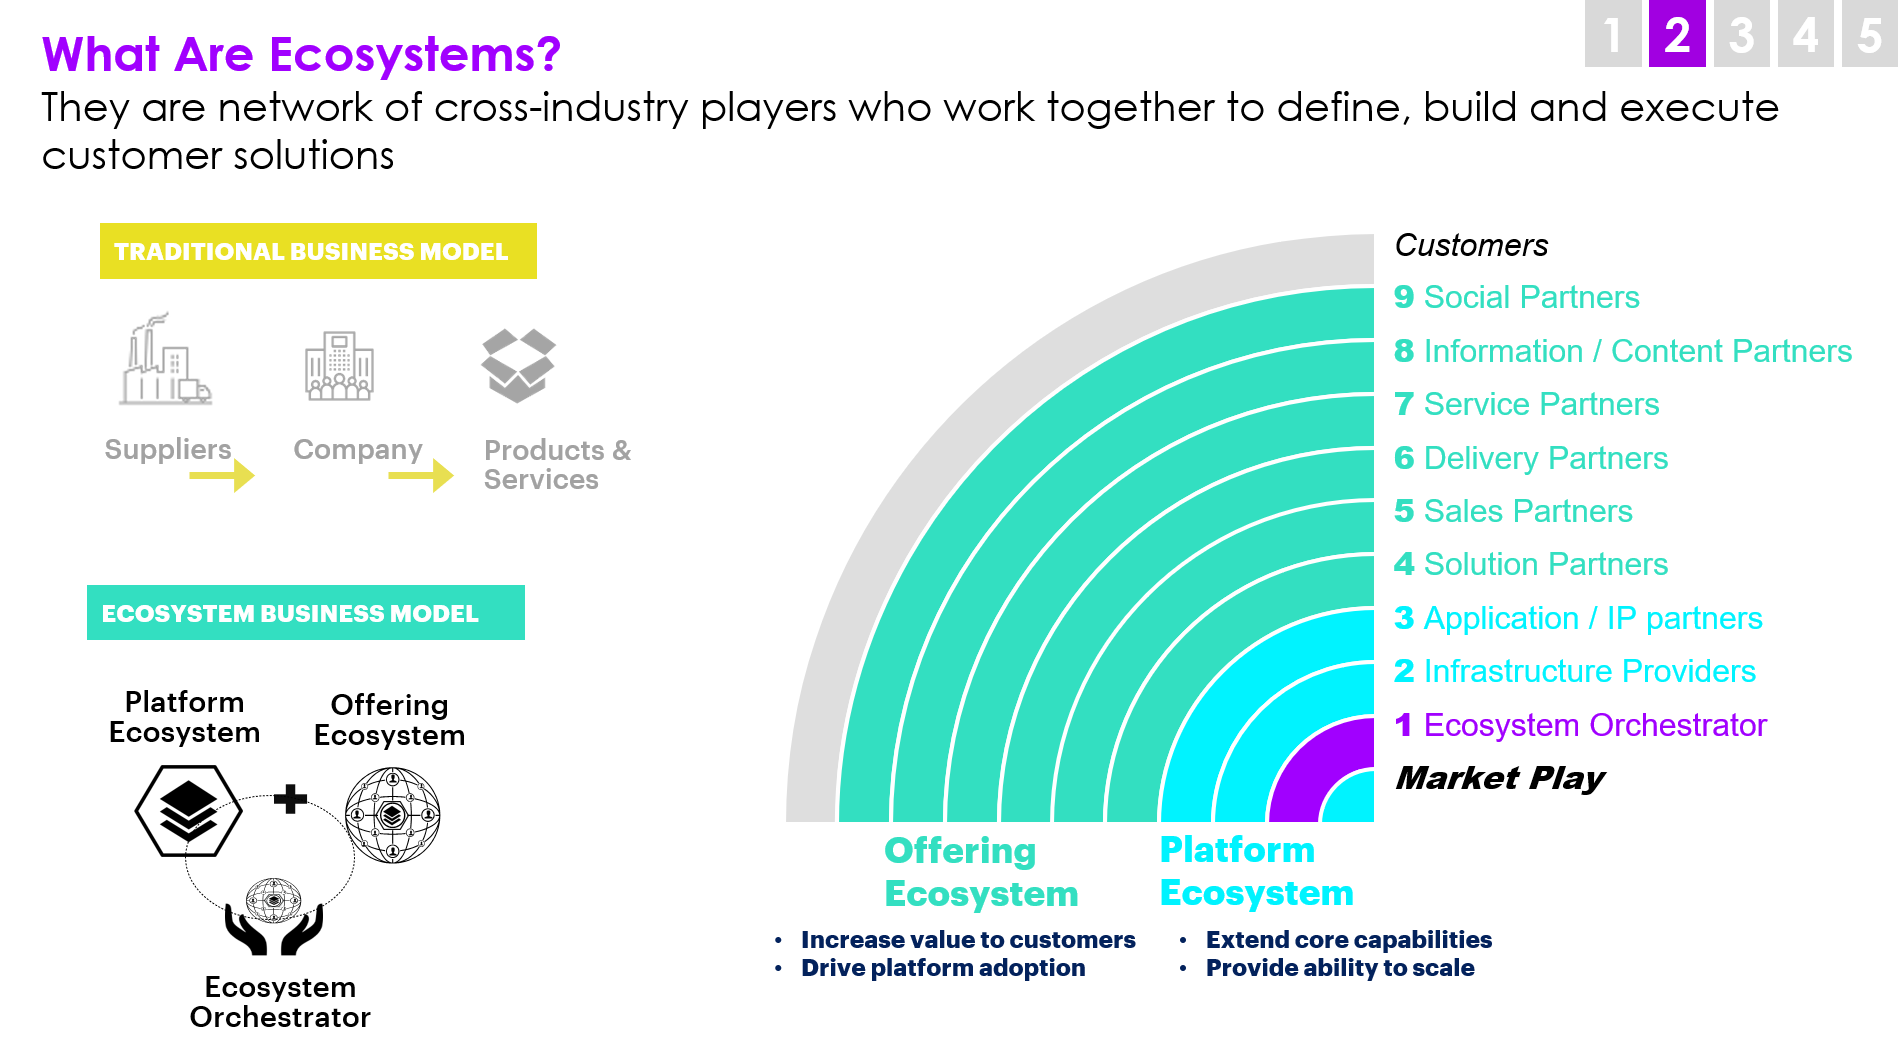 What Are Ecosystems?
They are network of cross-industry players who work together to define, build and execute
customer solutions
1 2 3 4 5
TRADITIONAL BUSINESS MODEL
Suppliers
Company
Products &
Services
ECOSYSTEM BUSINESS MODEL
Platform
Ecosystem
Offering
Ecosystem
Ecosystem
Orchestrator
Customers
9 Social Partners
8 Information / Content Partners
7 Service Partners
6 Delivery Partners
5 Sales Partners
4 Solution Partners
3 Application / IP partners
2 Infrastructure Providers
1 Ecosystem Orchestrator
Market Play
Offering
Ecosystem
• Increase value to customers
• Drive platform adoption
Platform
Ecosystem
• Extend core capabilities
• Provide ability to scale